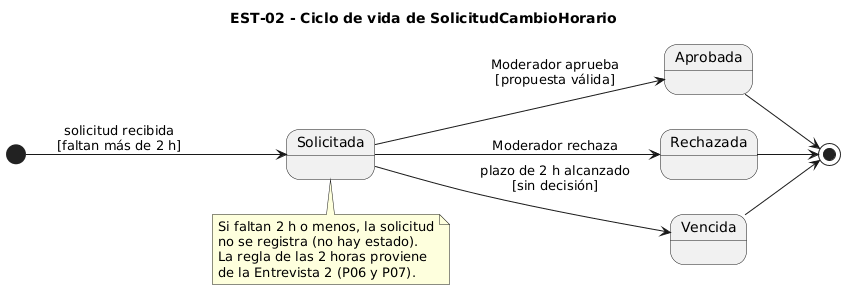 EST-02 - Ciclo de vida de SolicitudCambioHorario
solicitud recibida
[faltan más de 2 h]
Solicitada
Moderador aprueba
[propuesta válida]
Aprobada
Moderador rechaza
Rechazada
plazo de 2 h alcanzado
[sin decisión]
Vencida
Si faltan 2 h o menos, la solicitud
no se registra (no hay estado).
La regla de las 2 horas proviene
de la Entrevista 2 (P06 y P07).